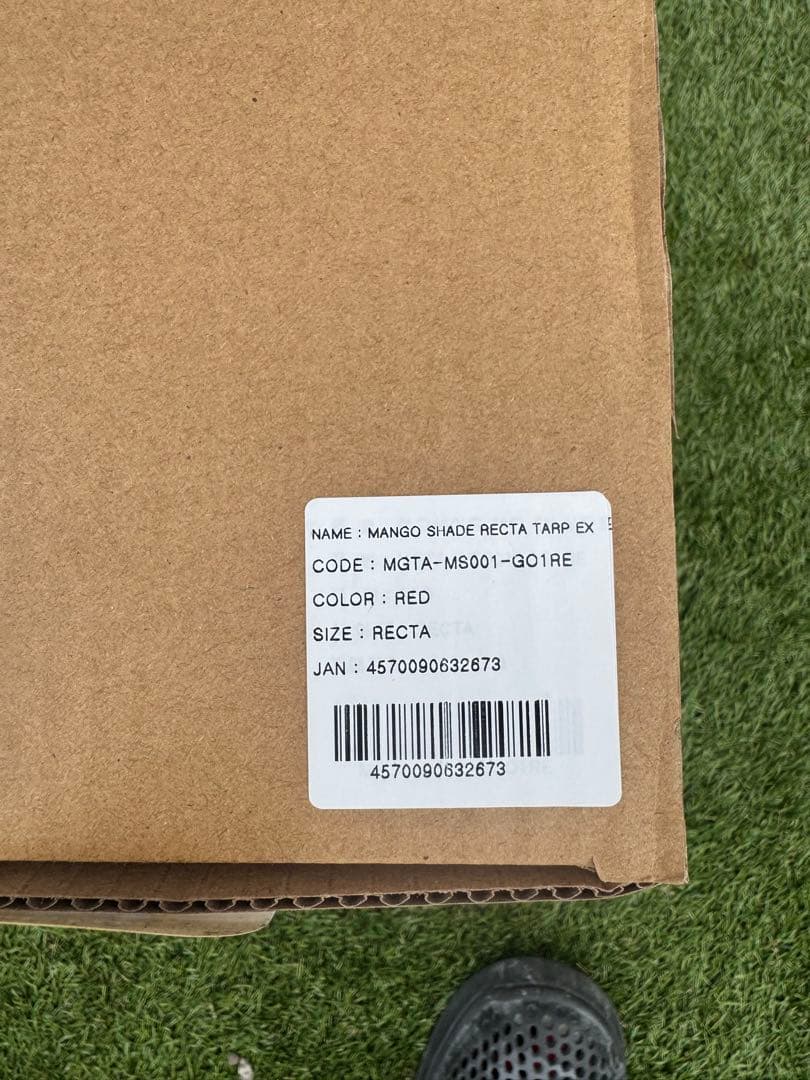 NAME : MANGO SHADE RECTA TARP EX
CODE : MGTA-MS001-GO1RE
COLOR : RED
SIZE : RECTA
JAN : 4570090632673
4570090632673